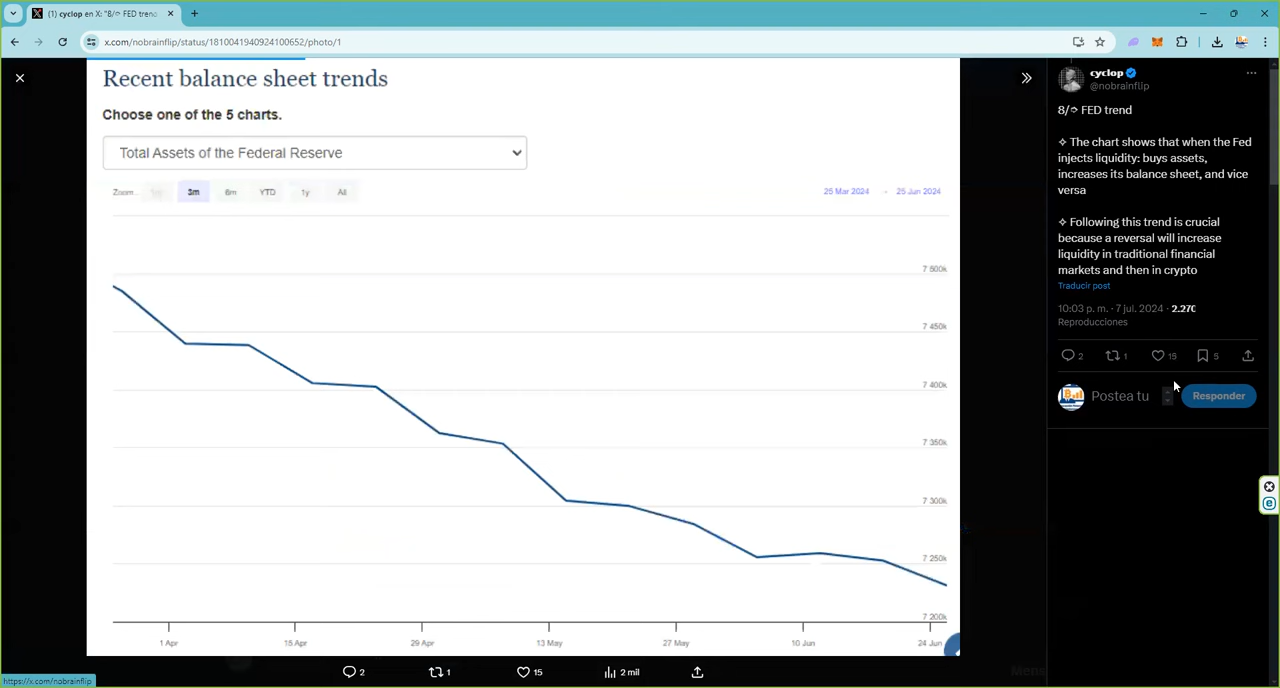 (1) cyclop en X: "8/➮ FED trend
x.com/nobrainflip/status/1810041940924100652/photo/1
Recent balance sheet trends
Choose one of the 5 charts.
Total Assets of the Federal Reserve
Zoom
3m
6m
YTD
1y
All
25 Mar 2024 - 25 Jun 2024
7 500k
7 450k
7 400k
7 350k
7 300k
7 250k
7 200k
1 Apr
15 Apr
29 Apr
13 May
27 May
10 Jun
24 Jun
2
1
15
2 mil
cyclop
@nobrainflip
8/➮ FED trend
✧ The chart shows that when the Fed
injects liquidity: buys assets,
increases its balance sheet, and vice
versa
✧ Following this trend is crucial
because a reversal will increase
liquidity in traditional financial
markets and then in crypto
Traducir post
10:03 p. m. · 7 jul. 2024 · 2.270
Reproducciones
2
1
15
5
Postea tu
Responder
https://x.com/nobrainflip